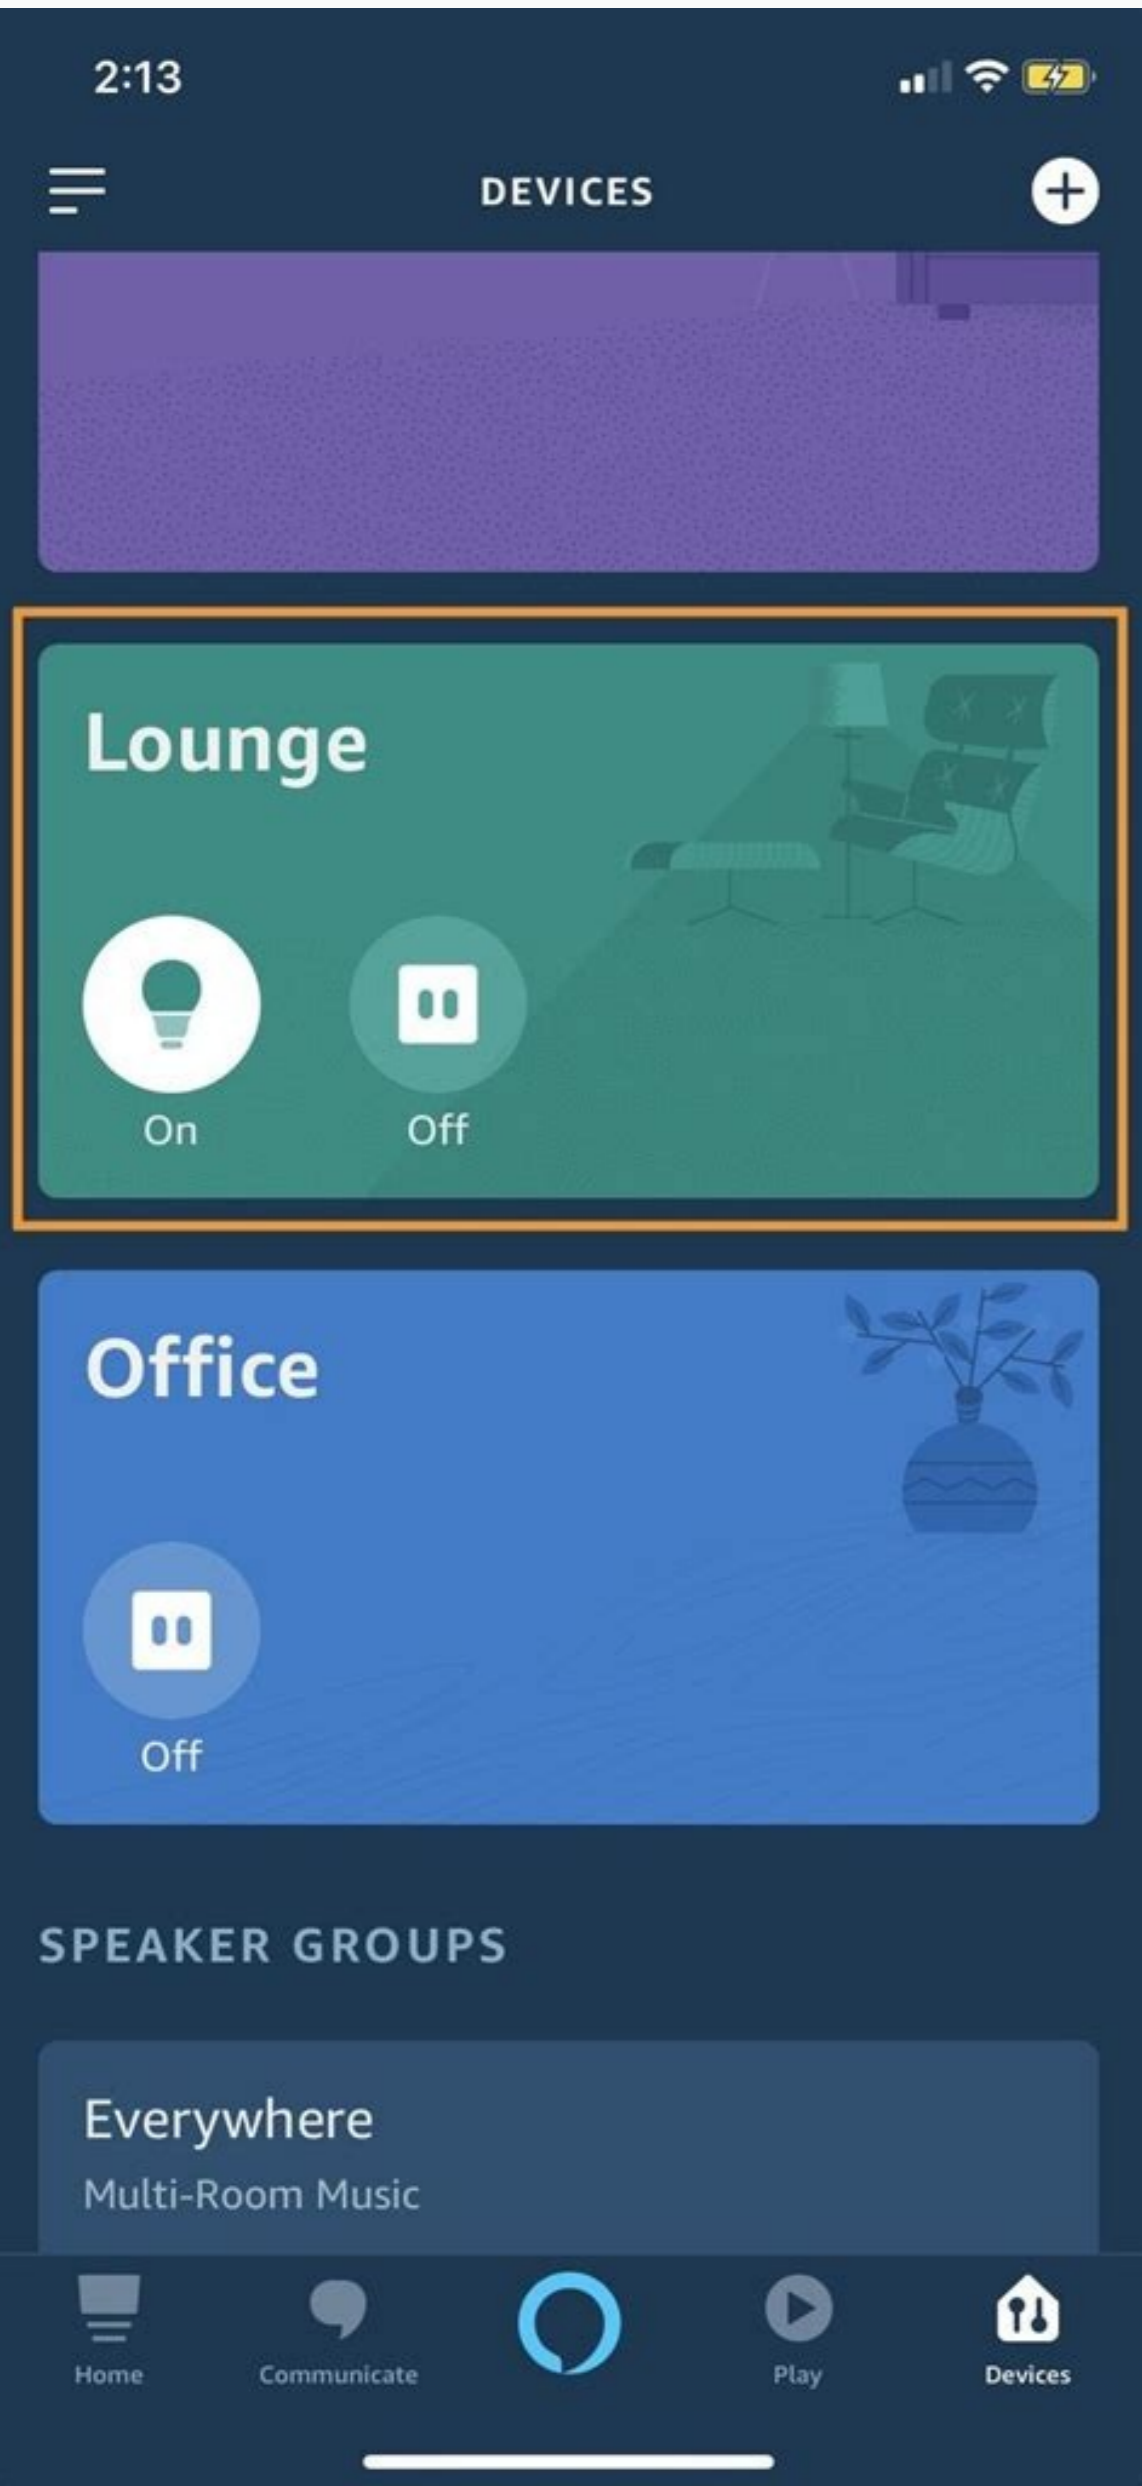 2:13
DEVICES
Lounge
On
Off
Office
Off
SPEAKER GROUPS
Everywhere
Multi-Room Music
Home
Communicate
Play
Devices